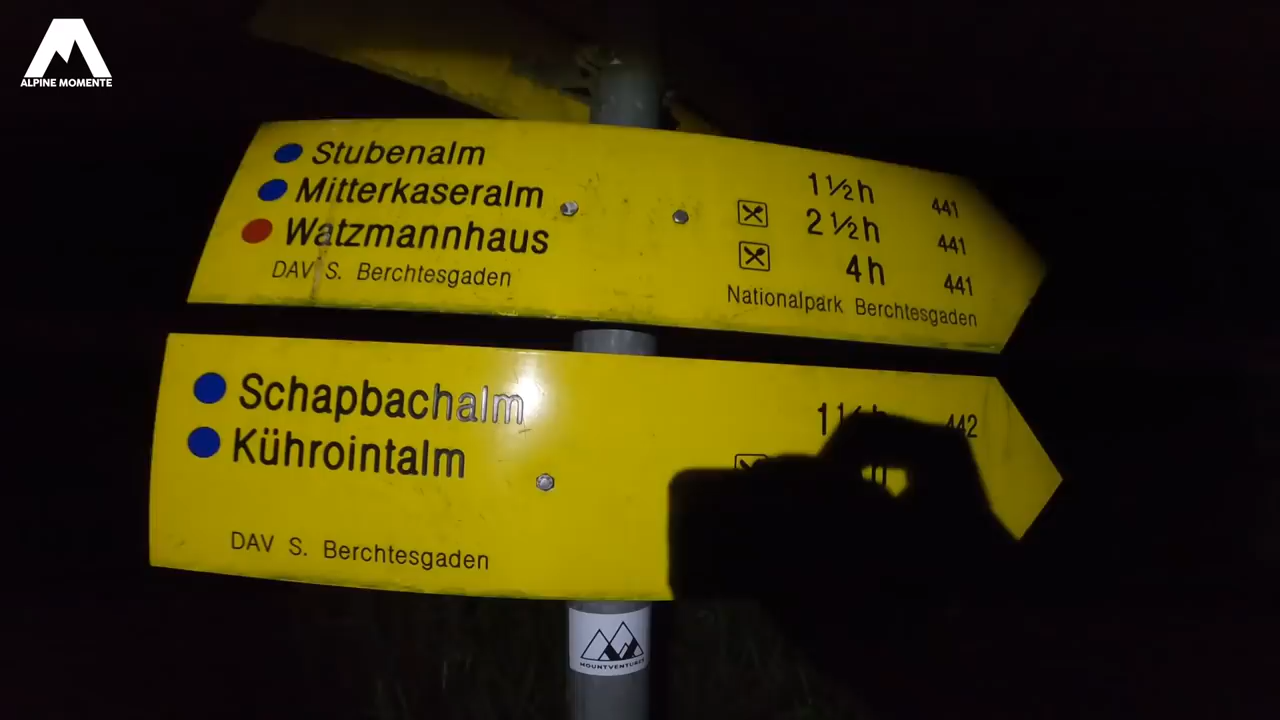 ALPINE MOMENTE
Stubenalm 1½h 441
Mitterkaseralm 2½h 441
Watzmannhaus 4h 441
DAV S. Berchtesgaden Nationalpark Berchtesgaden
Schapbachalm 442
Kührointalm h
DAV S. Berchtesgaden